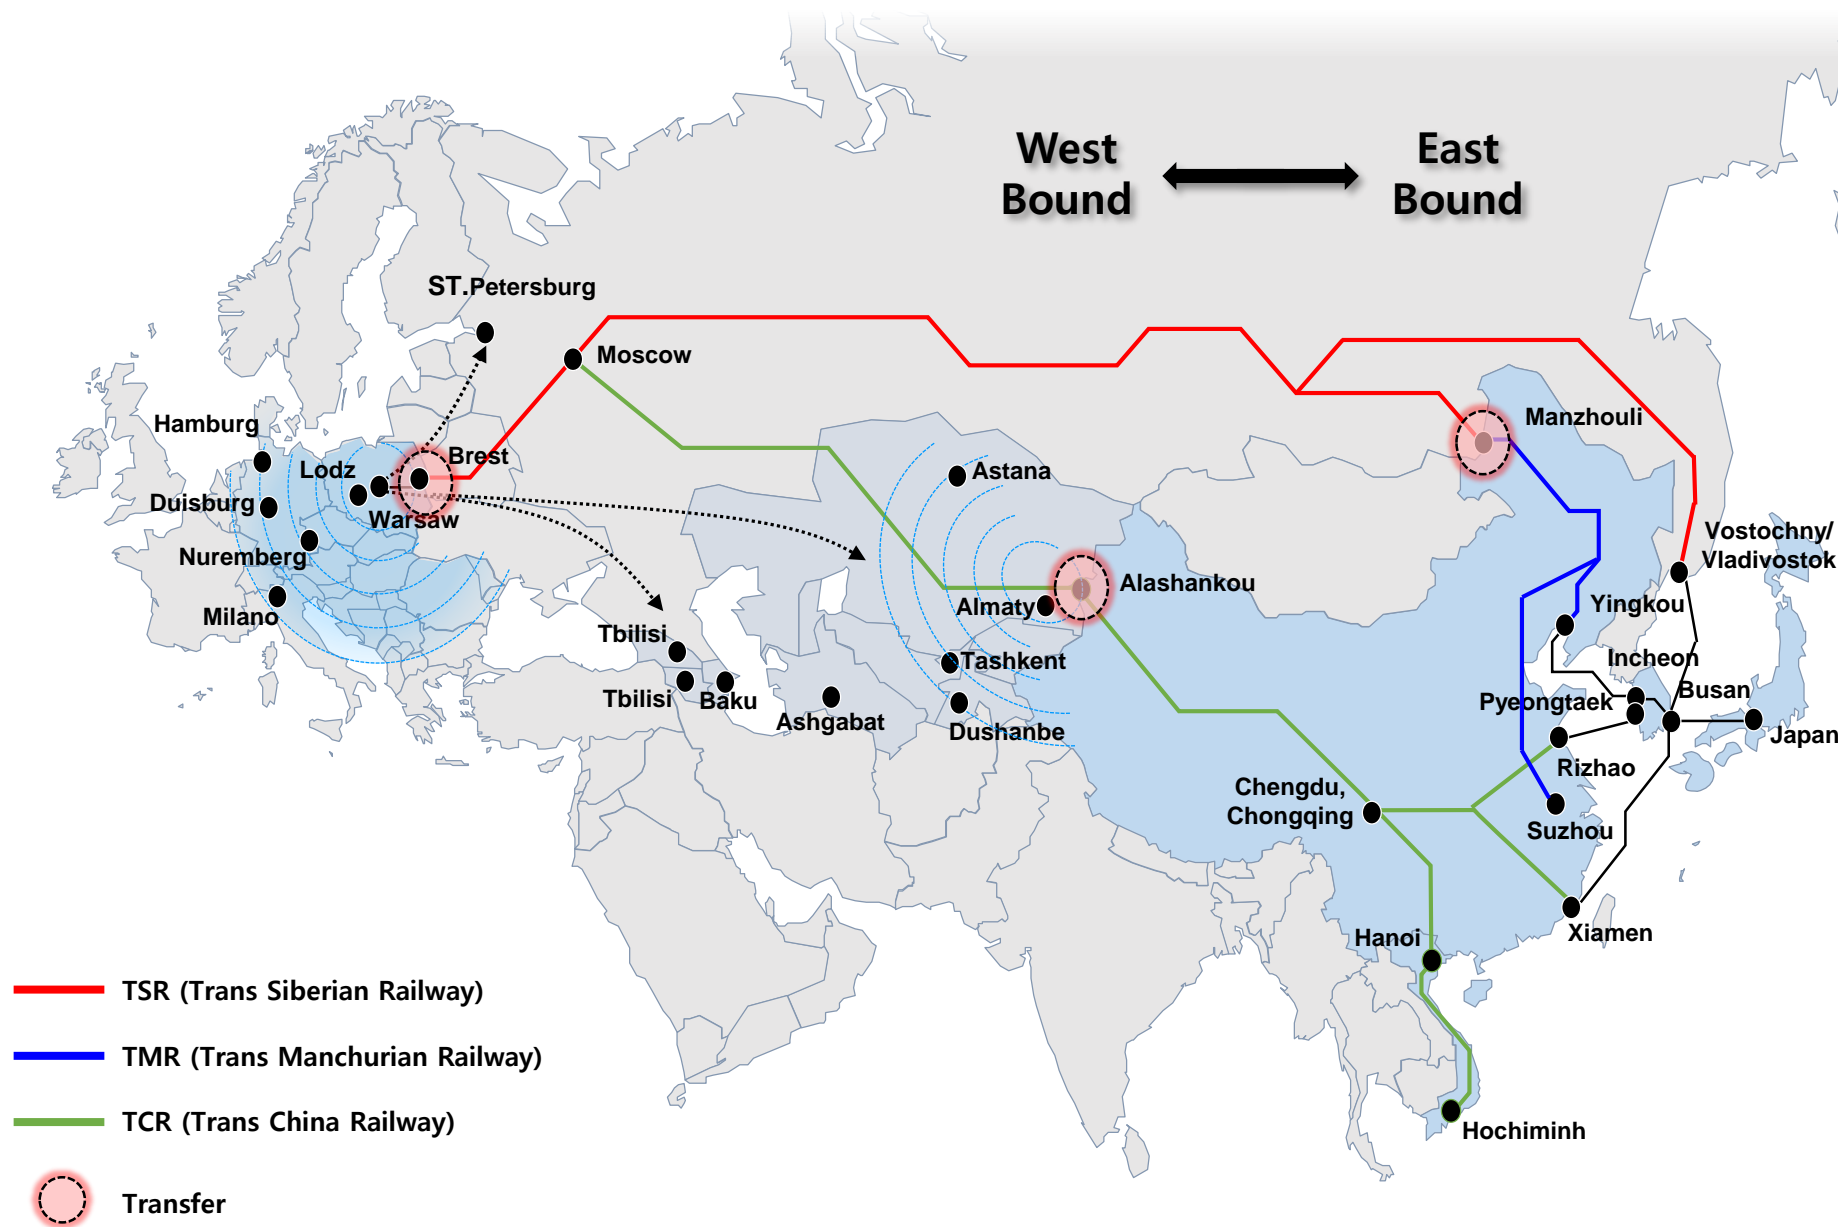 West
Bound
East
Bound
ST.Petersburg
Moscow
Hamburg
Manzhouli
Brest
Lodz
Astana
Duisburg
Warsaw
Vostochny/
Vladivostok
Nuremberg
Alashankou
Almaty
Yingkou
Milano
Tbilisi
Tashkent
Incheon
Tbilisi
Baku
Pyeongtaek
Busan
Ashgabat
Dushanbe
Japan
Rizhao
Chengdu,
Chongqing
Suzhou
Xiamen
Hanoi
TSR (Trans Siberian Railway)
TMR (Trans Manchurian Railway)
TCR (Trans China Railway)
Hochiminh
Transfer